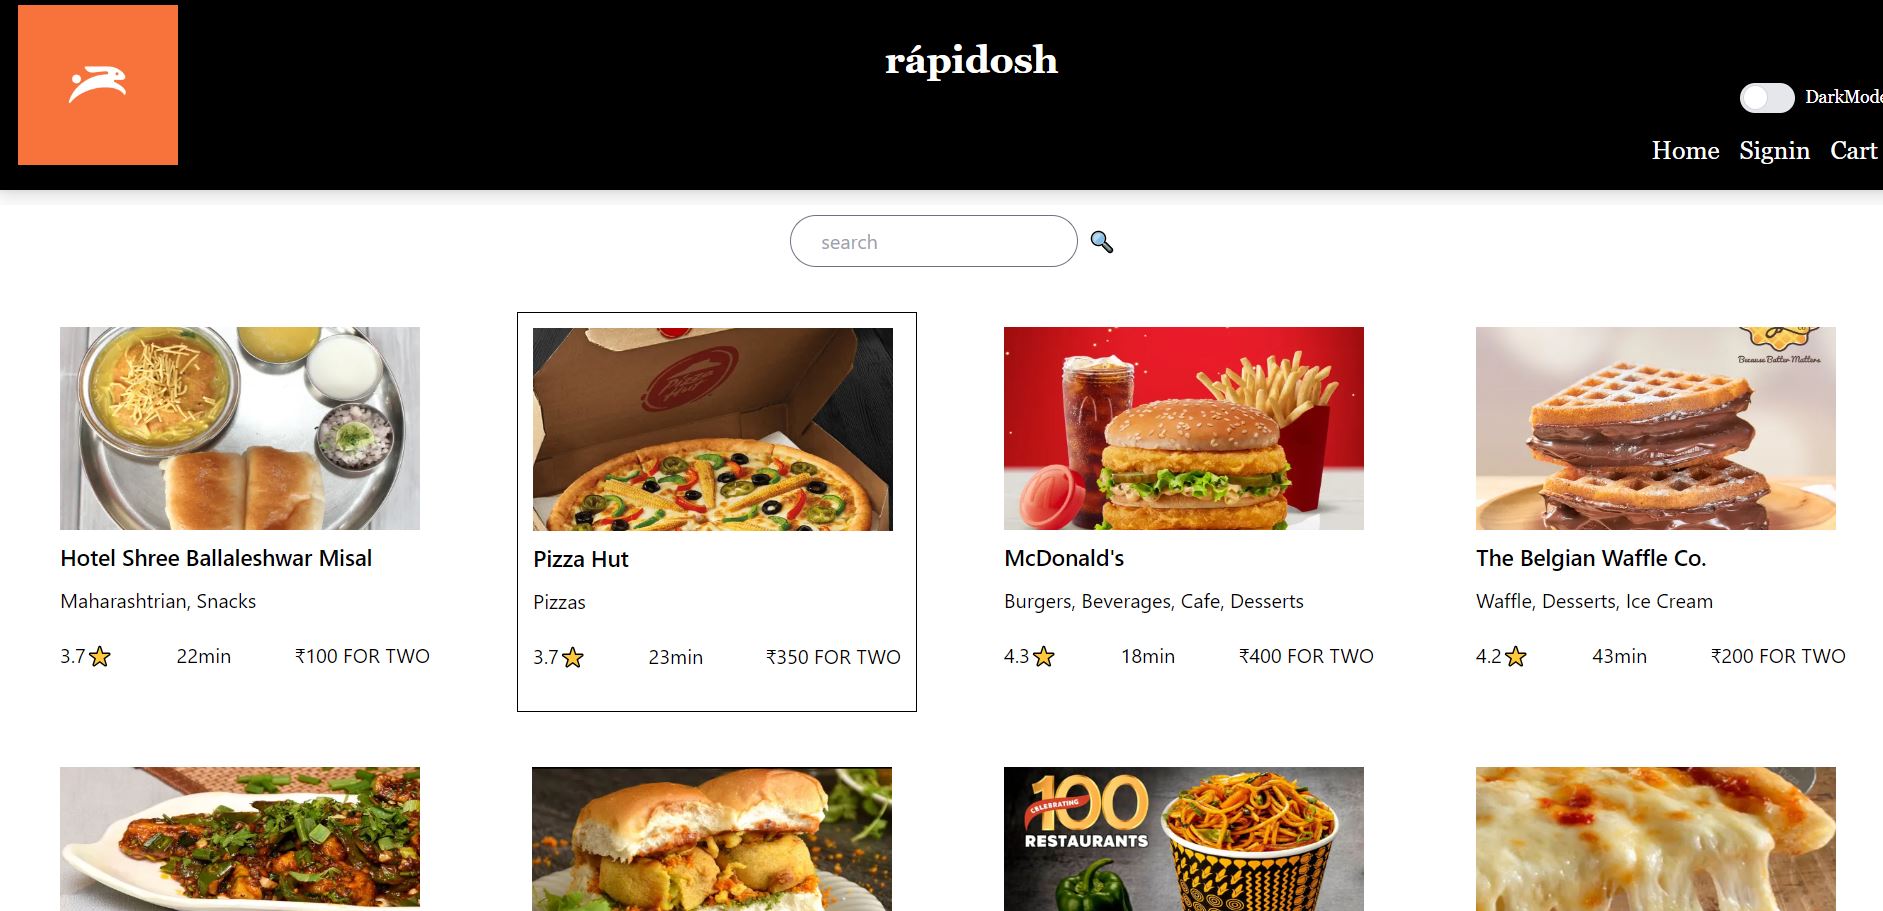 rápidosh
DarkMode
Home Signin Cart
search
Pizza Hut
Because Batter Matters
Hotel Shree Ballaleshwar Misal
Maharashtrian, Snacks
3.7 22min ₹100 FOR TWO
Pizza Hut
Pizzas
3.7 23min ₹350 FOR TWO
McDonald's
Burgers, Beverages, Cafe, Desserts
4.3 18min ₹400 FOR TWO
The Belgian Waffle Co.
Waffle, Desserts, Ice Cream
4.2 43min ₹200 FOR TWO
CELEBRATING
100
RESTAURANTS